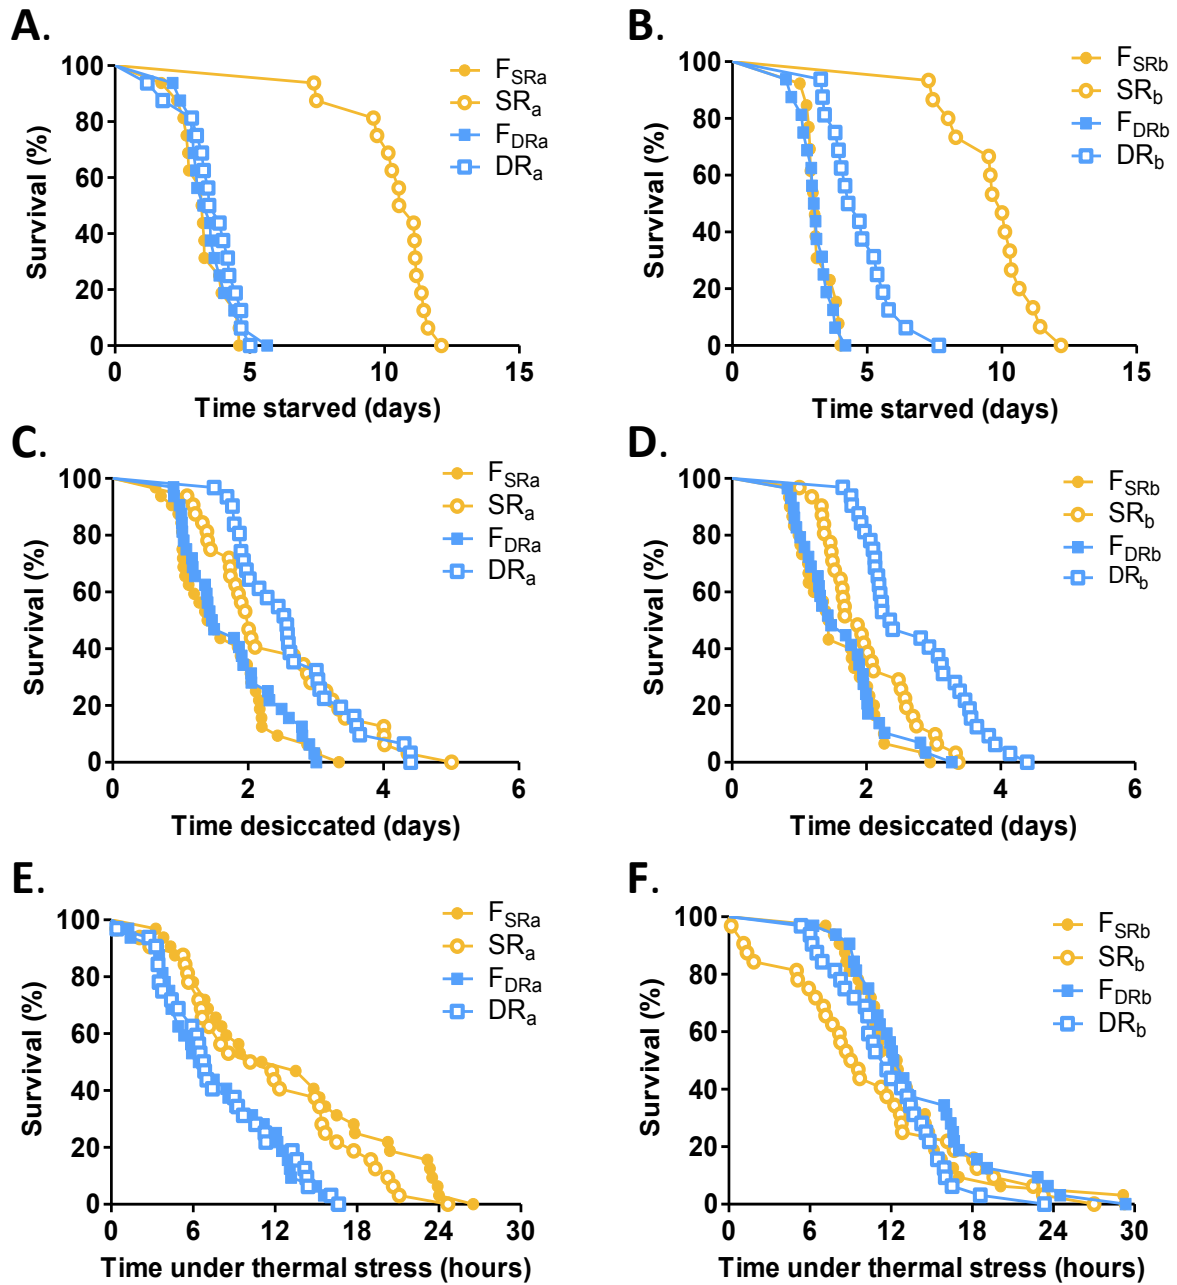 A.
Survival (%)
100
80
60
40
20
0
0 5 10 15
Time starved (days)
FSRa
SRa
FDRa
DRa
B.
Survival (%)
100
80
60
40
20
0
0 5 10 15
Time starved (days)
FSRb
SRb
FDRb
DRb
C.
Survival (%)
100
80
60
40
20
0
0 2 4 6
Time desiccated (days)
FSRa
SRa
FDRa
DRa
D.
Survival (%)
100
80
60
40
20
0
0 2 4 6
Time desiccated (days)
FSRb
SRb
FDRb
DRb
E.
Survival (%)
100
80
60
40
20
0
0 6 12 18 24 30
Time under thermal stress (hours)
FSRa
SRa
FDRa
DRa
F.
Survival (%)
100
80
60
40
20
0
0 6 12 18 24 30
Time under thermal stress (hours)
FSRb
SRb
FDRb
DRb